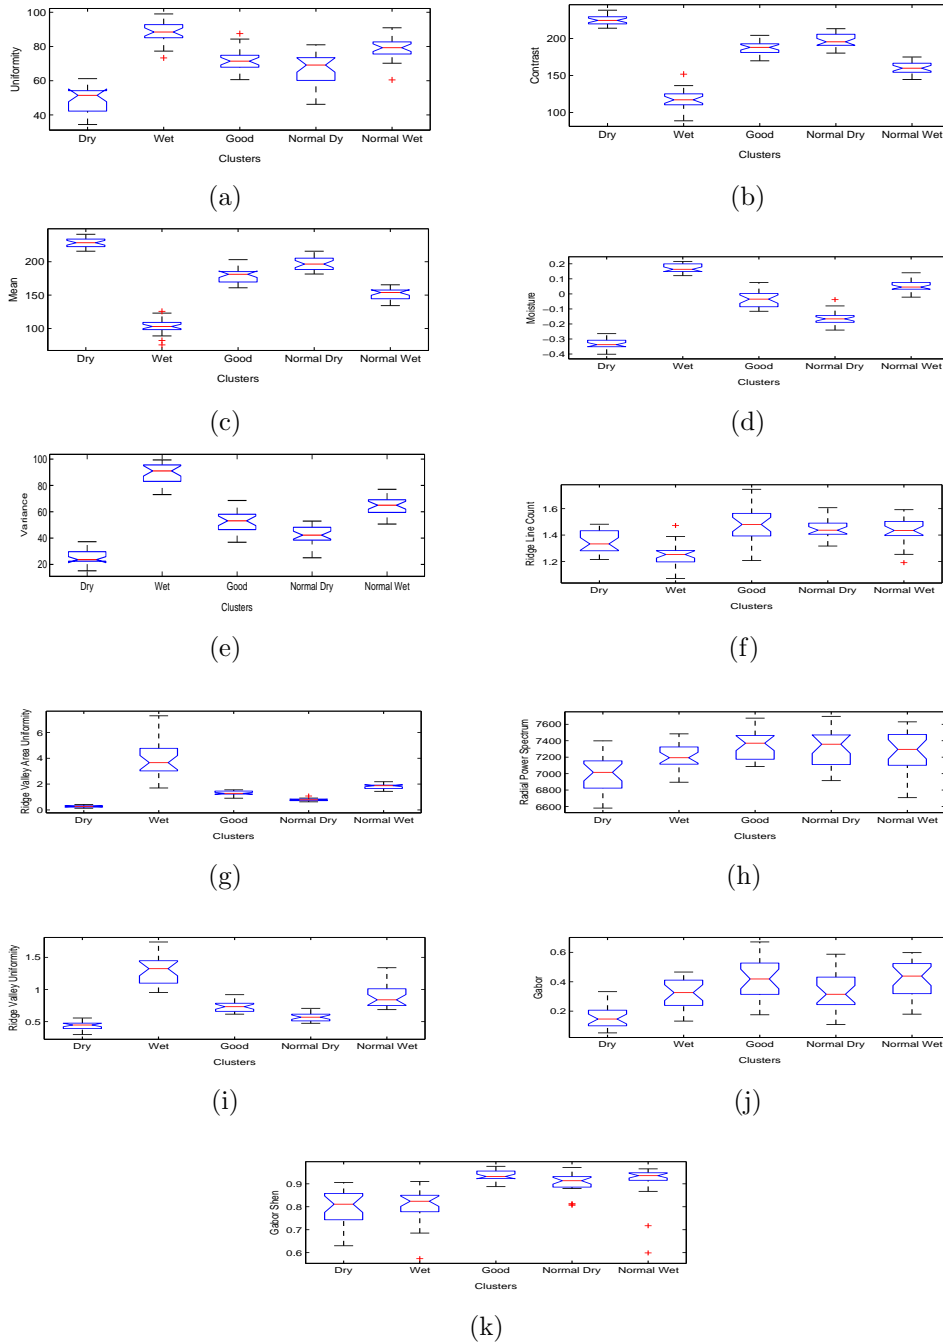 Uniformity
100
80
60
40
Dry Wet Good Normal Dy Normal Wet
Clusters
(a)
Contrast
200
150
100
Dry Wet Good Normal Dry Normal Wet
Clusters
(b)
Mean
200
150
100
Dry Wet Good Normal Dry Normal Wet
Clusters
(c)
Moisture
0.2
0.1
0
−0.1
−0.2
−0.3
−0.4
Dry Wet Good Normal Dry Normal Wet
Clusters
(d)
Variance
100
80
60
40
20
Dry Wet Good Normal Dry Normal Wet
Clusters
(e)
Ridge Line Count
1.6
1.4
1.2
Dry Wet Good Normal Dry Normal Wet
Clusters
(f)
Ridge Valley Area Uniformity
6
4
2
0
Dry Wet Good Normal Dry Normal Wet
Clusters
(g)
Radial Power Spectrum
7600
7400
7200
7000
6800
6600
Dry Wet Good Normal Dry Normal Wet
Clusters
(h)
Ridge Valley Uniformity
1.5
1
0.5
Dry Wet Good Normal Dry Normal Wet
Clusters
(i)
Gabor
0.6
0.4
0.2
Dry Wet Good Normal Dry Normal Wet
Clusters
(j)
Gabor Shen
0.9
0.8
0.7
0.6
Dry Wet Good Normal Dry Normal Wet
Clusters
(k)